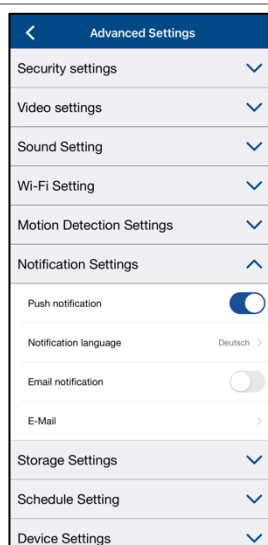 Advanced Settings
Security settings
Video settings
Sound Setting
Wi-Fi Setting
Motion Detection Settings
Notification Settings
Push notification
Notification language Deutsch
Email notification
E-Mail
Storage Settings
Schedule Setting
Device Settings